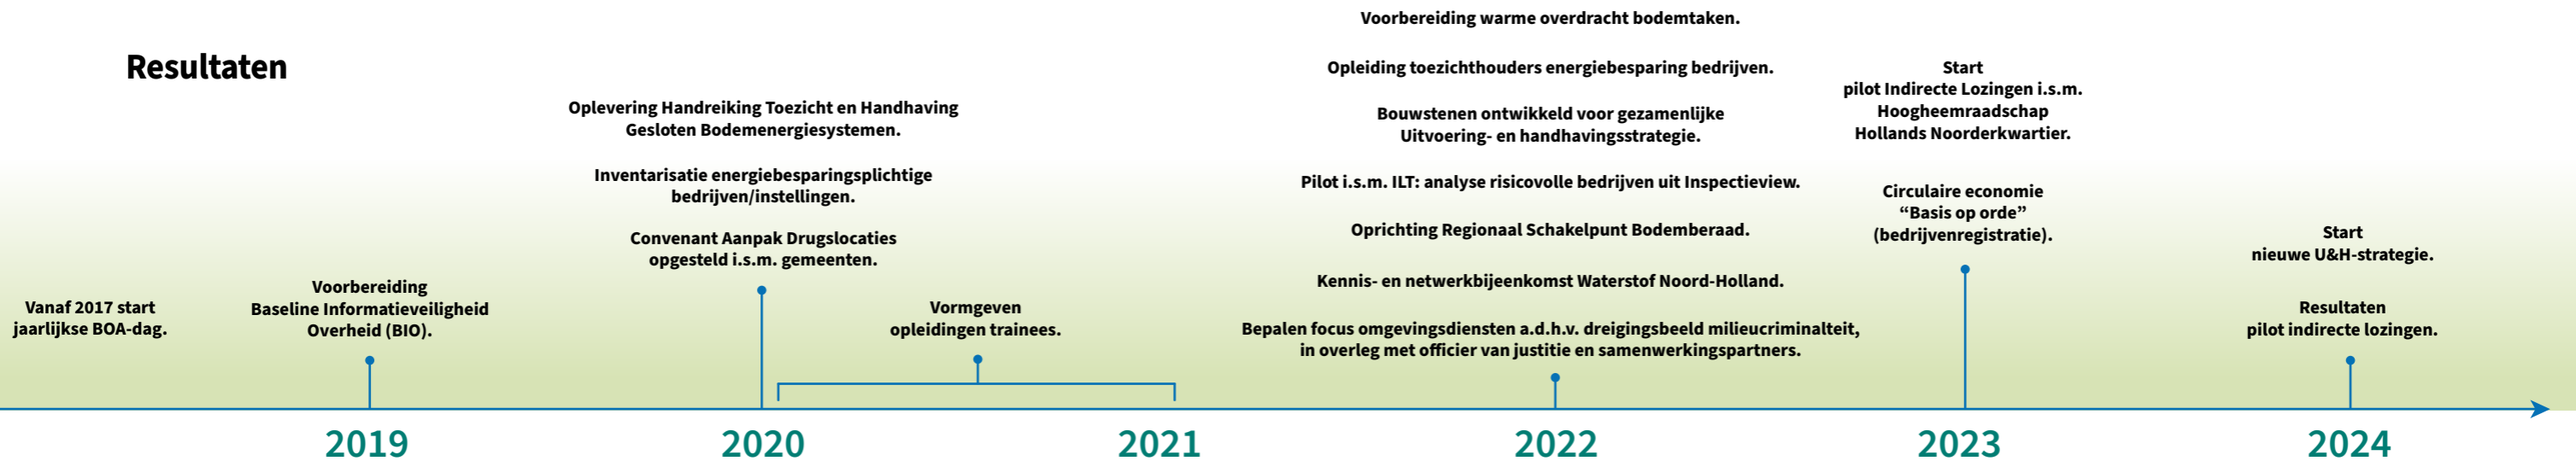 Resultaten
Vanaf 2017 start
jaarlijkse BOA-dag.
Voorbereiding
Baseline Informatieveiligheid
Overheid (BIO).
Oplevering Handreiking Toezicht en Handhaving
Gesloten Bodemenergiesystemen.
Inventarisatie energiebesparingsplichtige
bedrijven/instellingen.
Convenant Aanpak Drugslocaties
opgesteld i.s.m. gemeenten.
Vormgeven
opleidingen trainees.
Voorbereiding warme overdracht bodemtaken.
Opleiding toezichthouders energiebesparing bedrijven.
Bouwstenen ontwikkeld voor gezamenlijke
Uitvoering- en handhavingsstrategie.
Pilot i.s.m. ILT: analyse risicovolle bedrijven uit Inspectieview.
Oprichting Regionaal Schakelpunt Bodemberaad.
Kennis- en netwerkbijeenkomst Waterstof Noord-Holland.
Bepalen focus omgevingsdiensten a.d.h.v. dreigingsbeeld milieucriminalteit,
in overleg met officier van justitie en samenwerkingspartners.
Start
pilot Indirecte Lozingen i.s.m.
Hoogheemraadschap
Hollands Noorderkwartier.
Circulaire economie
“Basis op orde”
(bedrijvenregistratie).
Start
nieuwe U&H-strategie.
Resultaten
pilot indirecte lozingen.
2019
2020
2021
2022
2023
2024